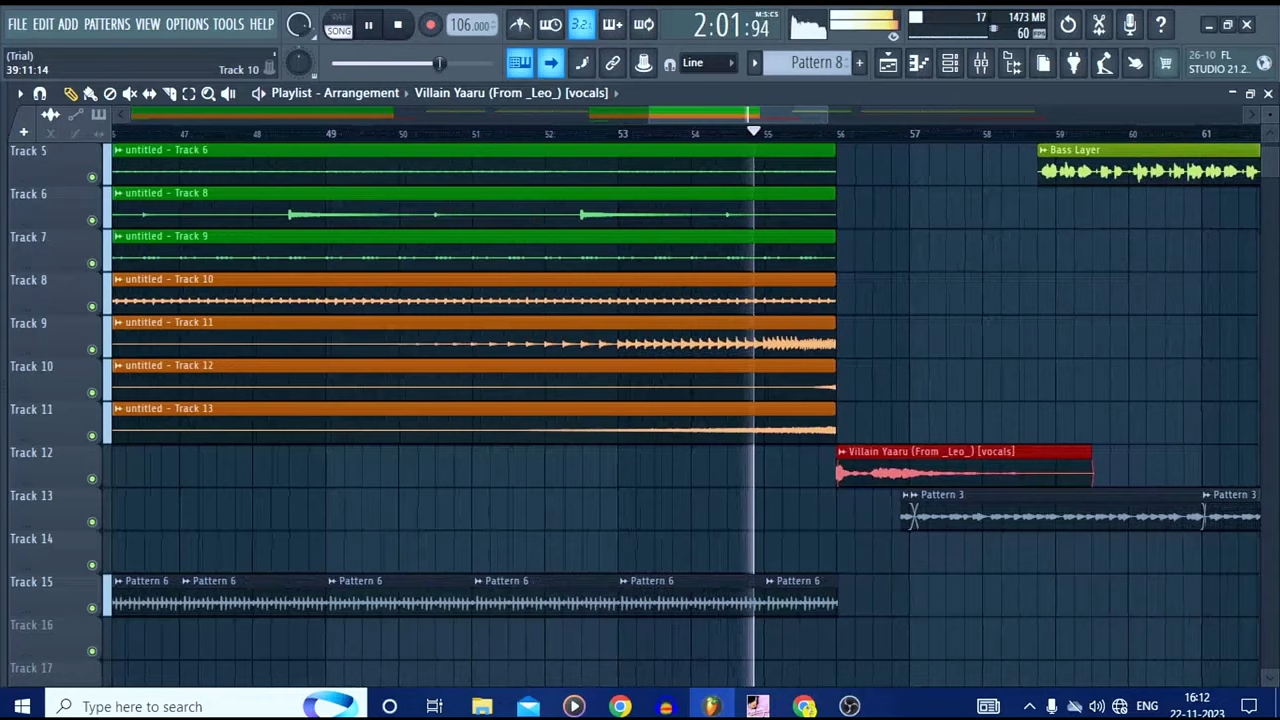 FILE EDIT ADD PATTERNS VIEW OPTIONS TOOLS HELP
PAT
SONG
106.000
3.2:
2:01:94
M:S:CS
17
1473 MB
60
(Trial)
39:11:14
Track 10
Line
Pattern 8
26-10 FL
STUDIO 21.2...
Playlist - Arrangement
Villain Yaaru (From _Leo_) [vocals]
47 48 49 50 51 52 53 54 55 56 57 58 59 60 61
Track 5
untitled - Track 6
Bass Layer
Track 6
untitled - Track 8
Track 7
untitled - Track 9
Track 8
untitled - Track 10
Track 9
untitled - Track 11
Track 10
untitled - Track 12
Track 11
untitled - Track 13
Track 12
Villain Yaaru (From _Leo_) [vocals]
Track 13
Pattern 3
Pattern 3
Track 14
Track 15
Pattern 6
Pattern 6
Pattern 6
Pattern 6
Pattern 6
Pattern 6
Track 16
Track 17
Type here to search
ENG
16:12
22-11-2023